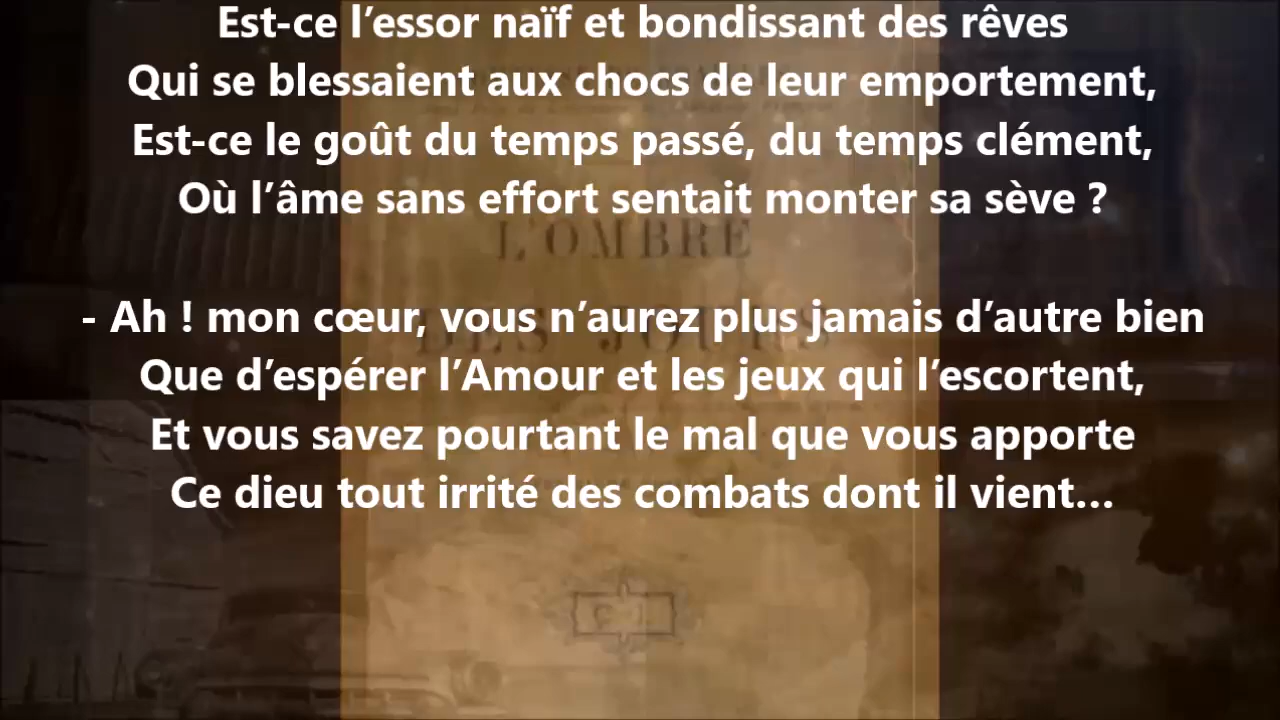 Est-ce l’essor naïf et bondissant des rêves
Qui se blessaient aux chocs de leur emportement,
Est-ce le goût du temps passé, du temps clément,
Où l’âme sans effort sentait monter sa sève ?
L'OMBRE
- Ah ! mon cœur, vous n’aurez plus jamais d’autre bien
DES JOURS
Que d’espérer l’Amour et les jeux qui l’escortent,
Et vous savez pourtant le mal que vous apporte
Ce dieu tout irrité des combats dont il vient...